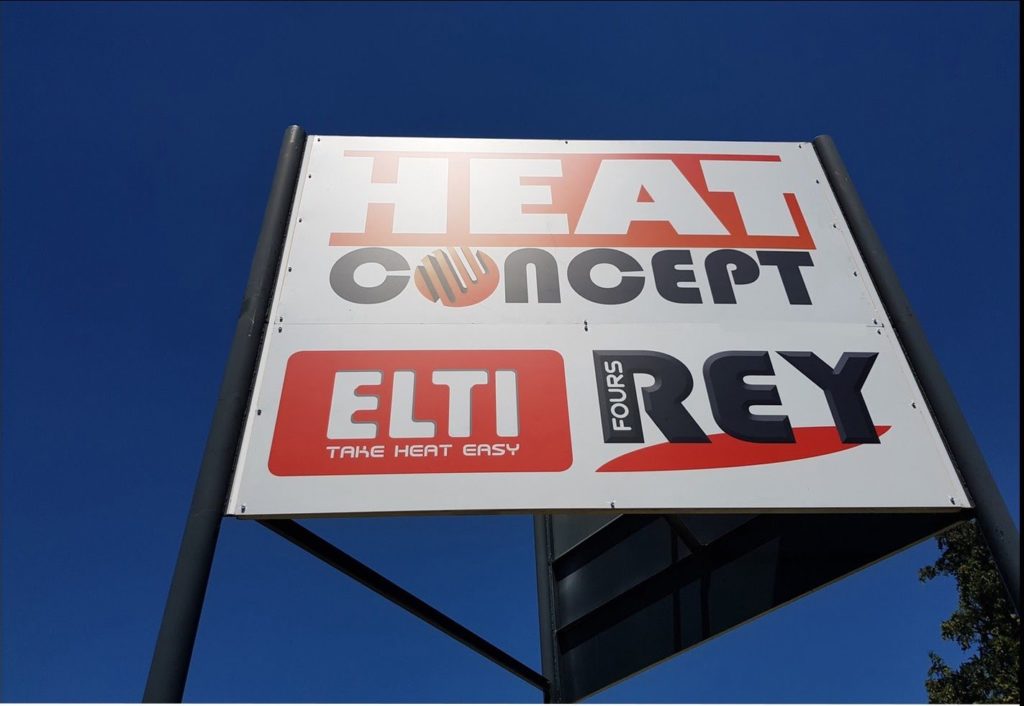 HEAT
CONCEPT
ELTI
TAKE HEAT EASY
FOURS
REY